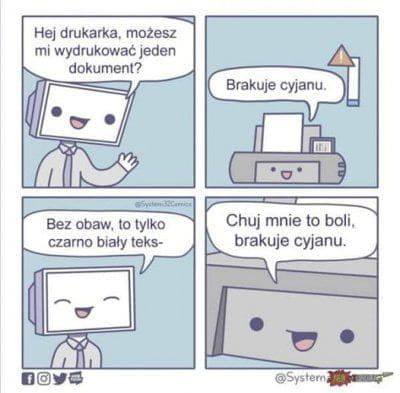 Hej drukarka, możesz
mi wydrukować jeden
dokument?
Brakuje cyjanu.
@System32Comics
Bez obaw, to tylko
czarno biały teks-
Chuj mnie to boli,
brakuje cyjanu.
@System